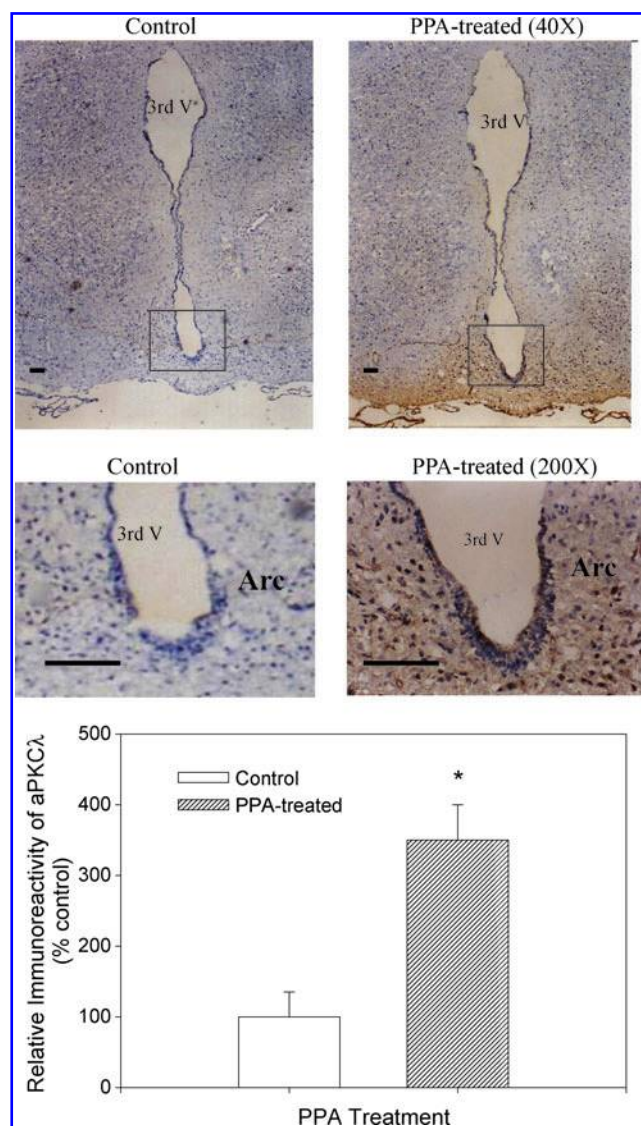 Control
PPA-treated (40X)
3rd V
3rd V
Control
PPA-treated (200X)
3rd V
Arc
3rd V
Arc
500
400
300
200
100
0
Relative Immunoreactivity of aPKCλ
(% control)
Control
PPA-treated
*
PPA Treatment